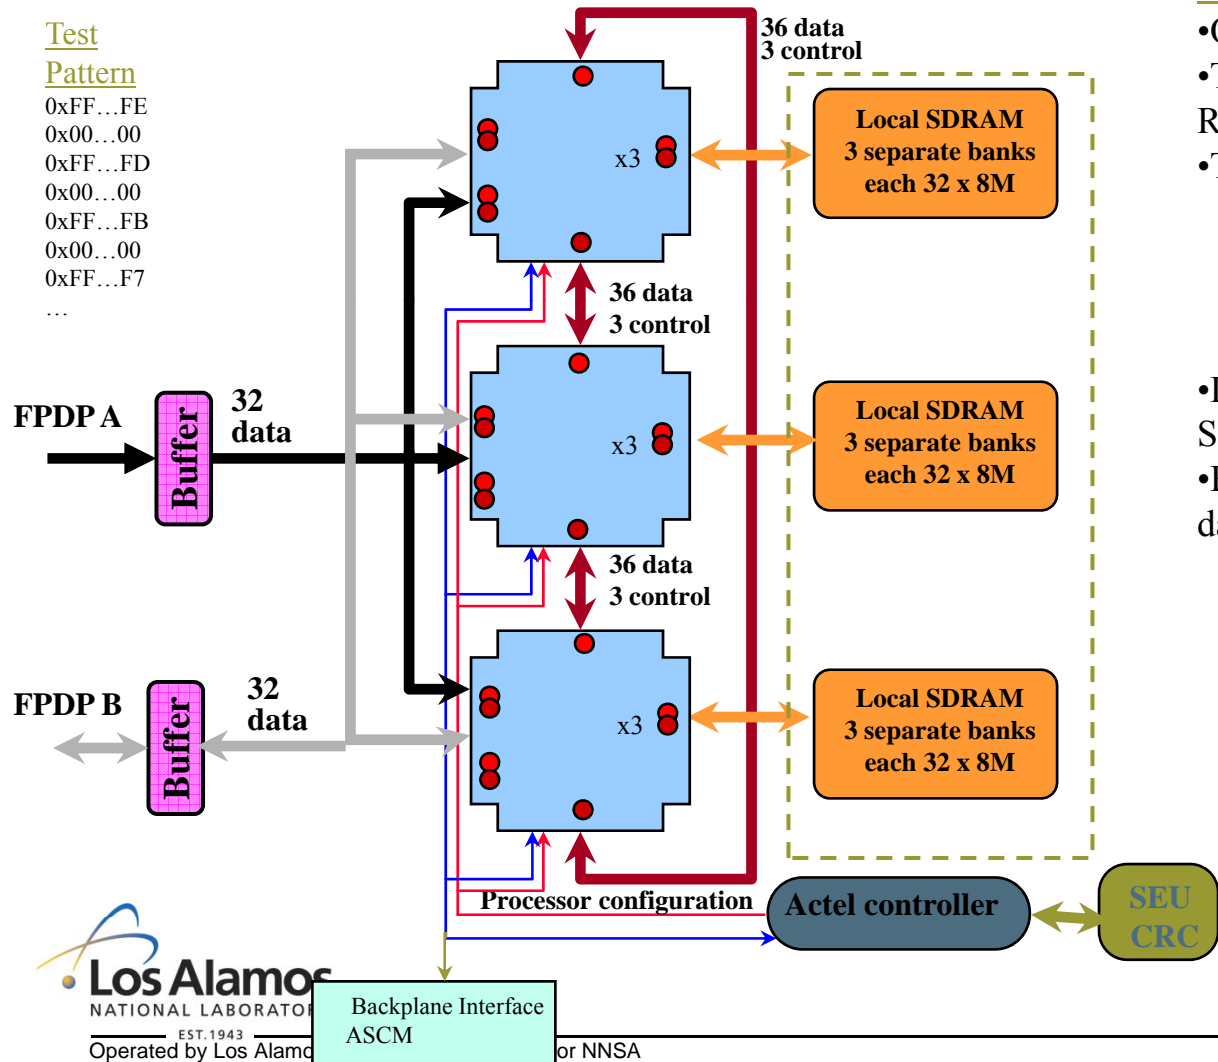 Test
Pattern
0xFF…FE
0x00…00
0xFF…FD
0x00…00
0xFF…FB
0x00…00
0xFF…F7
…
36 data
3 control
x3
Local SDRAM
3 separate banks
each 32 x 8M
36 data
3 control
FPDP A
Buffer
32
data
x3
Local SDRAM
3 separate banks
each 32 x 8M
36 data
3 control
FPDP B
Buffer
32
data
x3
Local SDRAM
3 separate banks
each 32 x 8M
Processor configuration
Actel controller
SEU
CRC
Los Alamos
NATIONAL
EST.1943
Backplane Interface
ASCM
Operated by Los
or NNSA